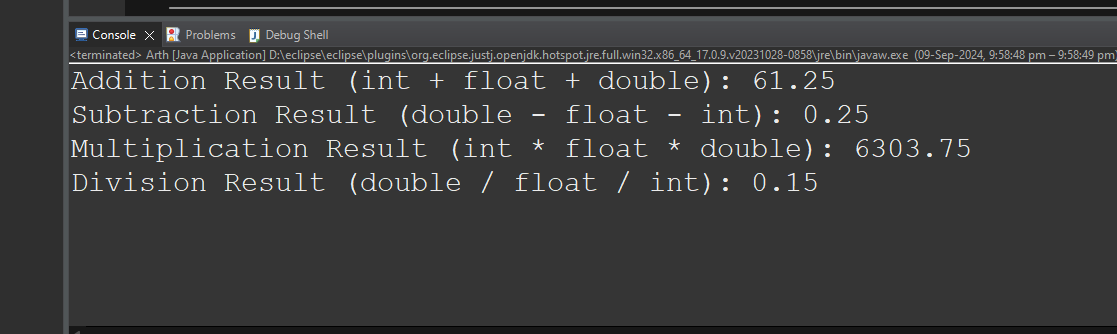 Console Problems Debug Shell
<terminated> Arth [Java Application] D:\eclipse\eclipse\plugins\org.eclipse.justj.openjdk.hotspot.jre.full.win32.x86_64_17.0.9.v20231028-0858\jre\bin\javaw.exe (09-Sep-2024, 9:58:48 pm – 9:58:49 pm)
Addition Result (int + float + double): 61.25
Subtraction Result (double - float - int): 0.25
Multiplication Result (int * float * double): 6303.75
Division Result (double / float / int): 0.15